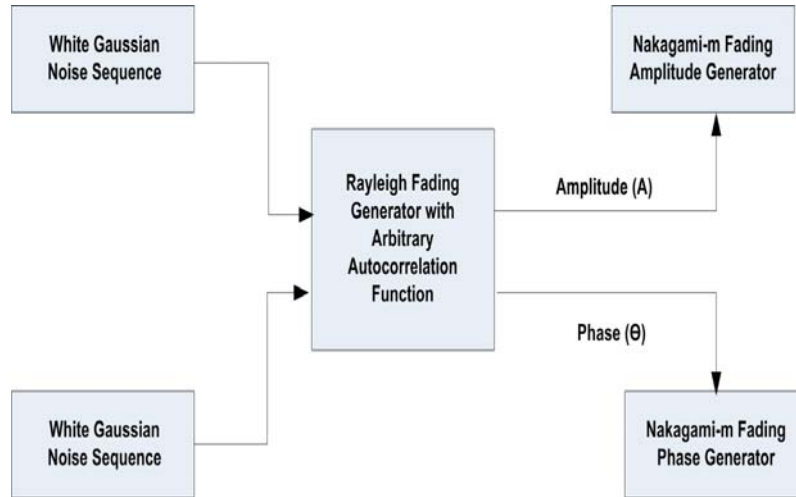 White Gaussian
Noise Sequence
Nakagami-m Fading
Amplitude Generator
Rayleigh Fading
Generator with
Arbitrary
Autocorrelation
Function
Amplitude (A)
Phase (Θ)
White Gaussian
Noise Sequence
Nakagami-m Fading
Phase Generator